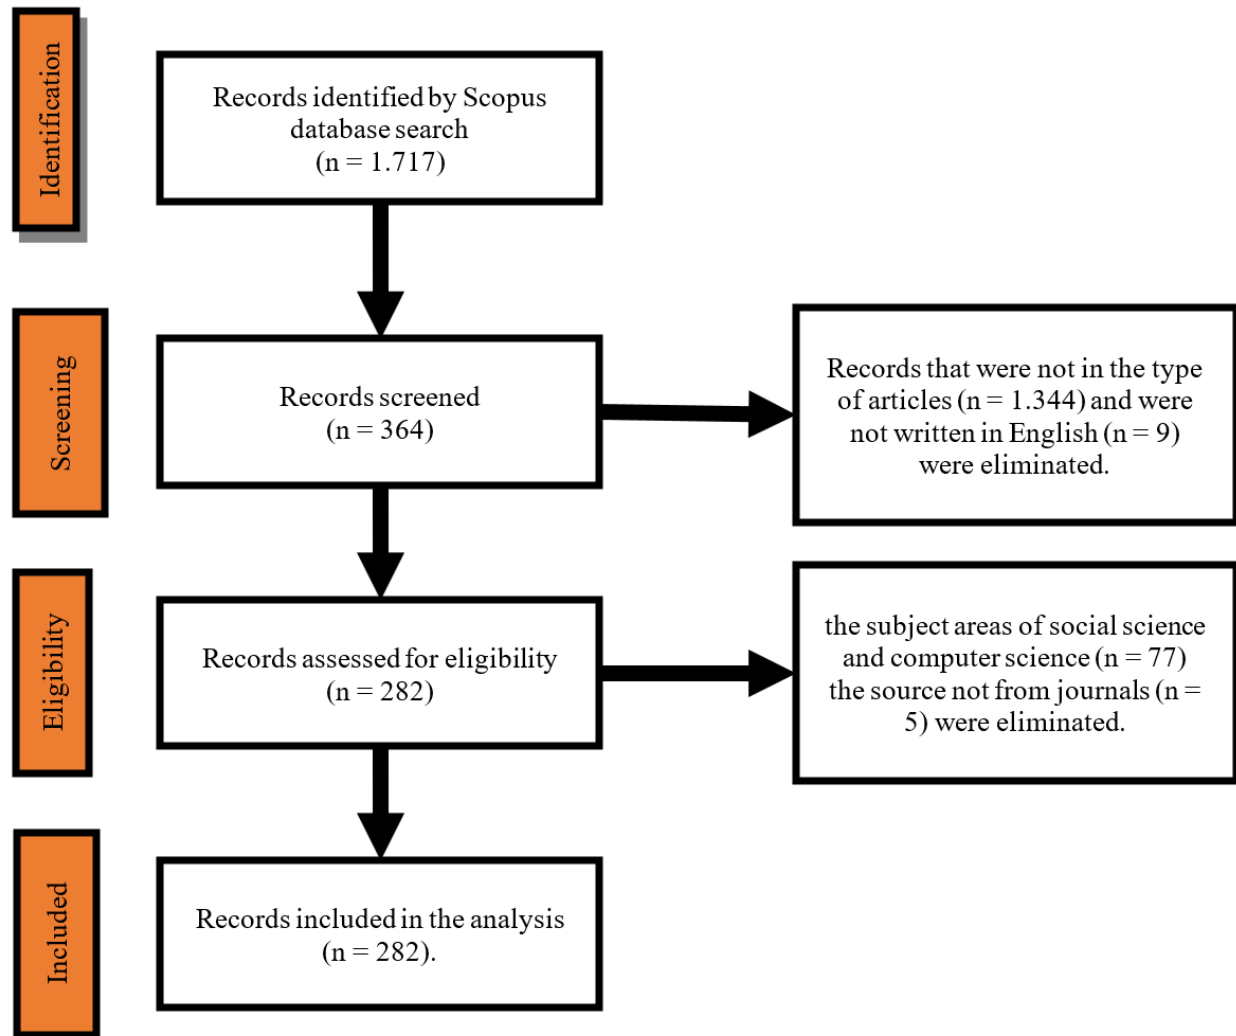 Identification
Records identified by Scopus
database search
(n = 1.717)
Screening
Records screened
(n = 364)
Records that were not in the type
of articles (n = 1.344) and were
not written in English (n = 9)
were eliminated.
Eligibility
Records assessed for eligibility
(n = 282)
the subject areas of social science
and computer science (n = 77)
the source not from journals (n =
5) were eliminated.
Included
Records included in the analysis
(n = 282).